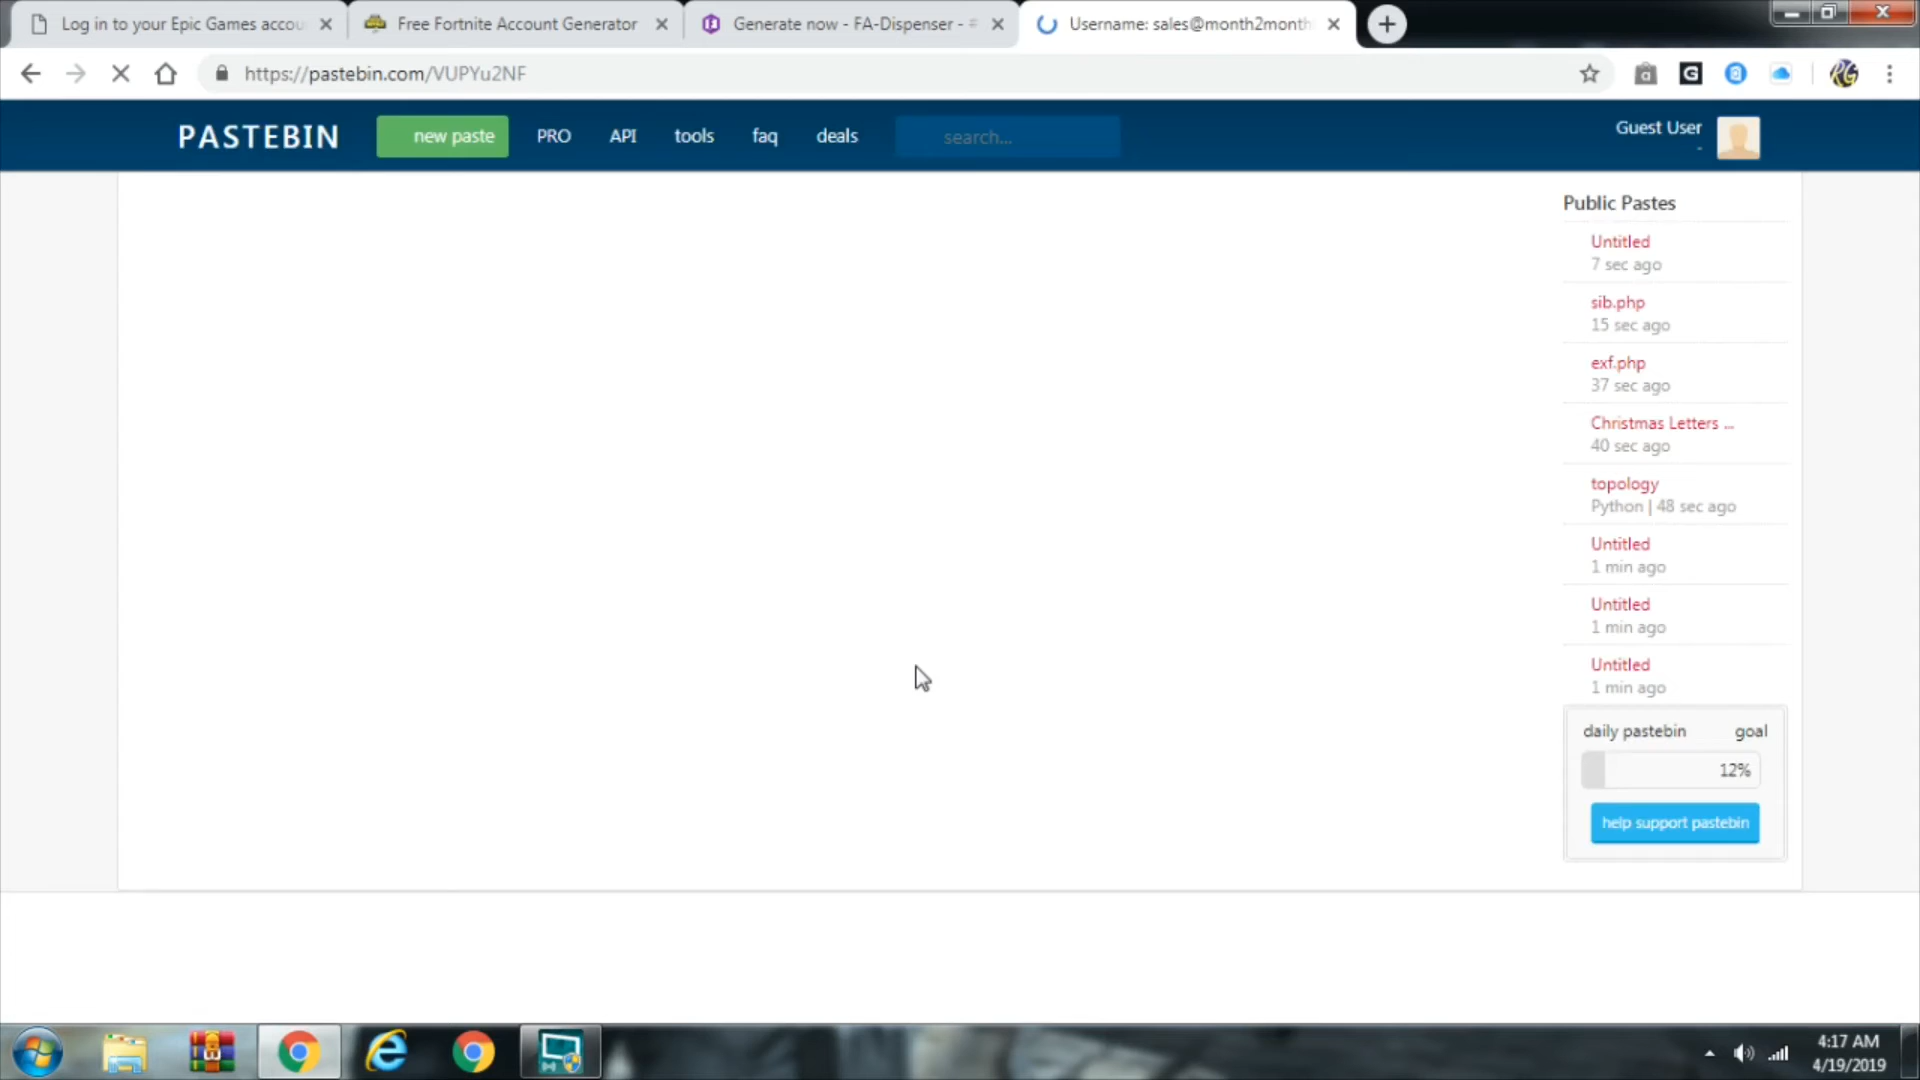 Log in to your Epic Games accou
Free Fortnite Account Generator
Generate now - FA-Dispenser - #
Username: sales@month2month
https://pastebin.com/VUPYu2NF
PASTEBIN
new paste
PRO
API
tools
faq
deals
search...
Guest User
-
Public Pastes
Untitled
7 sec ago
sib.php
15 sec ago
exf.php
37 sec ago
Christmas Letters ...
40 sec ago
topology
Python | 48 sec ago
Untitled
1 min ago
Untitled
1 min ago
Untitled
1 min ago
daily pastebin goal
12%
help support pastebin
4:17 AM
4/19/2019